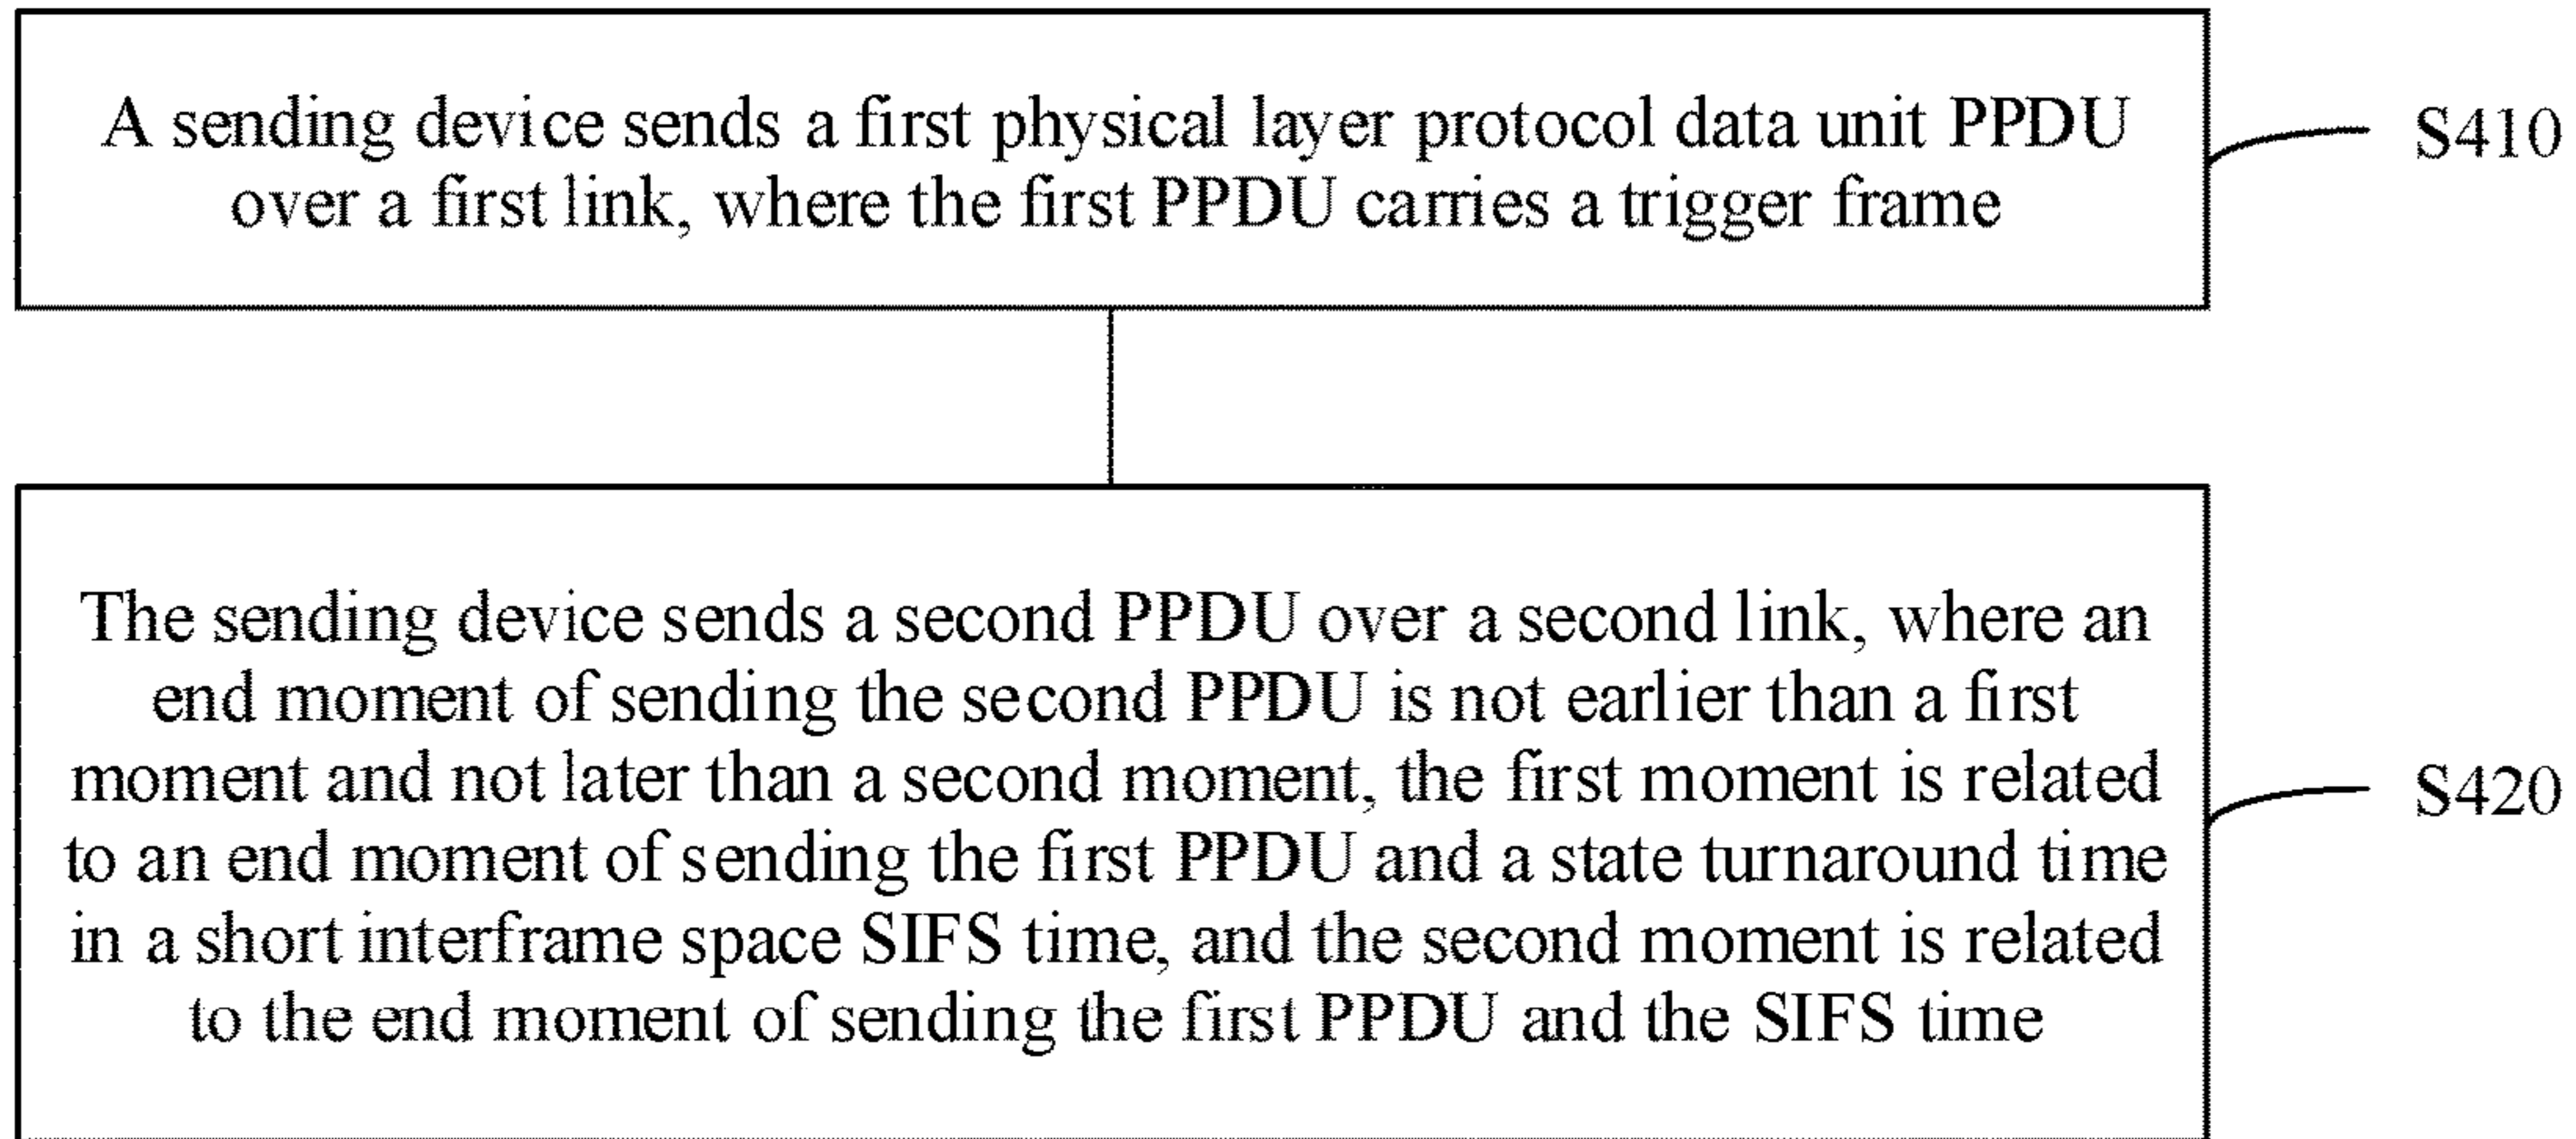 A sending device sends a first physical layer protocol data unit PPDU
over a first link, where the first PPDU carries a trigger frame
S410
The sending device sends a second PPDU over a second link, where an
end moment of sending the second PPDU is not earlier than a first
moment and not later than a second moment, the first moment is related
to an end moment of sending the first PPDU and a state turnaround time
in a short interframe space SIFS time, and the second moment is related
to the end moment of sending the first PPDU and the SIFS time
S420